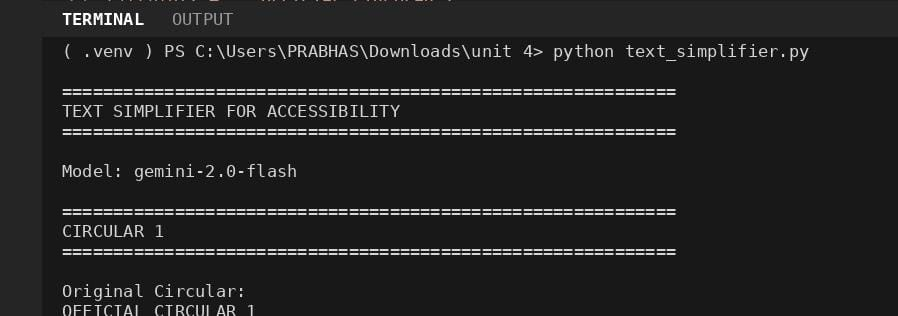 TERMINAL OUTPUT
( .venv ) PS C:\Users\PRABHAS\Downloads\unit 4> python text_simplifier.py
============================================================
TEXT SIMPLIFIER FOR ACCESSIBILITY
============================================================
Model: gemini-2.0-flash
============================================================
CIRCULAR 1
============================================================
Original Circular:
OFFICIAL CIRCULAR 1